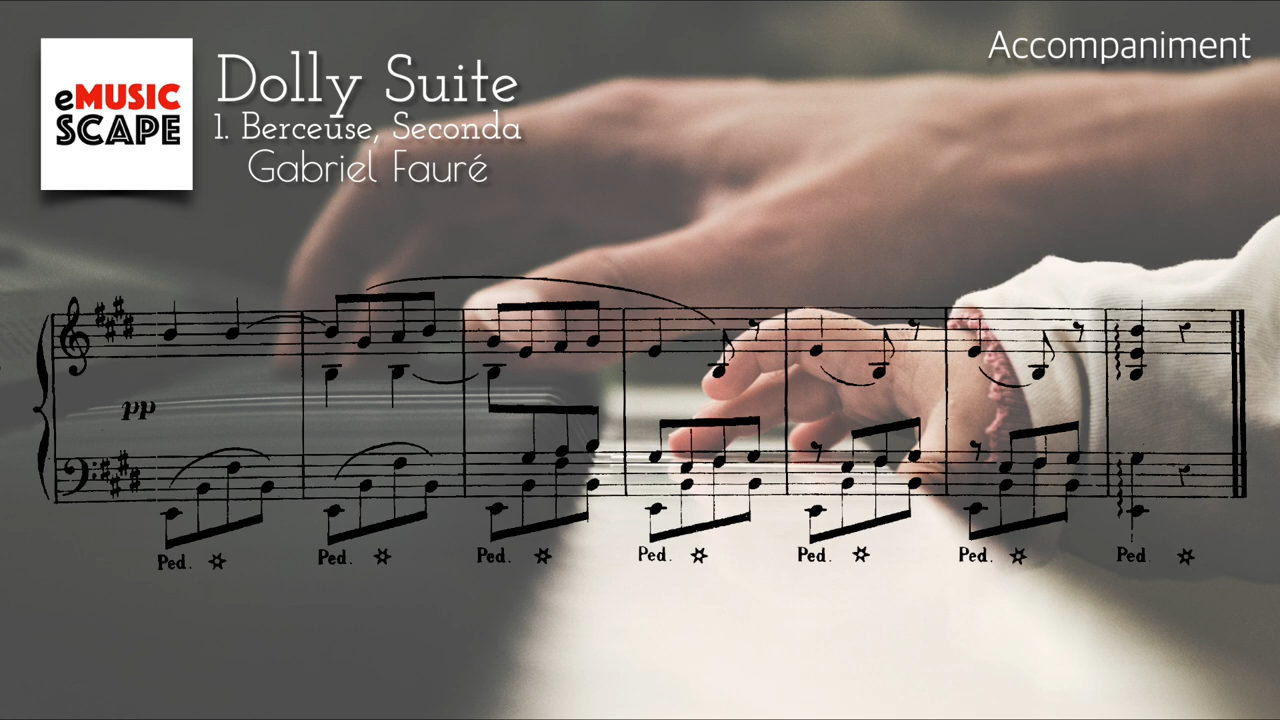 eMUSIC
SCAPE
Dolly Suite
1. Berceuse, Seconda
Gabriel Fauré
Accompaniment
pp
Ped. Ped. Ped. Ped. Ped. Ped. Ped.